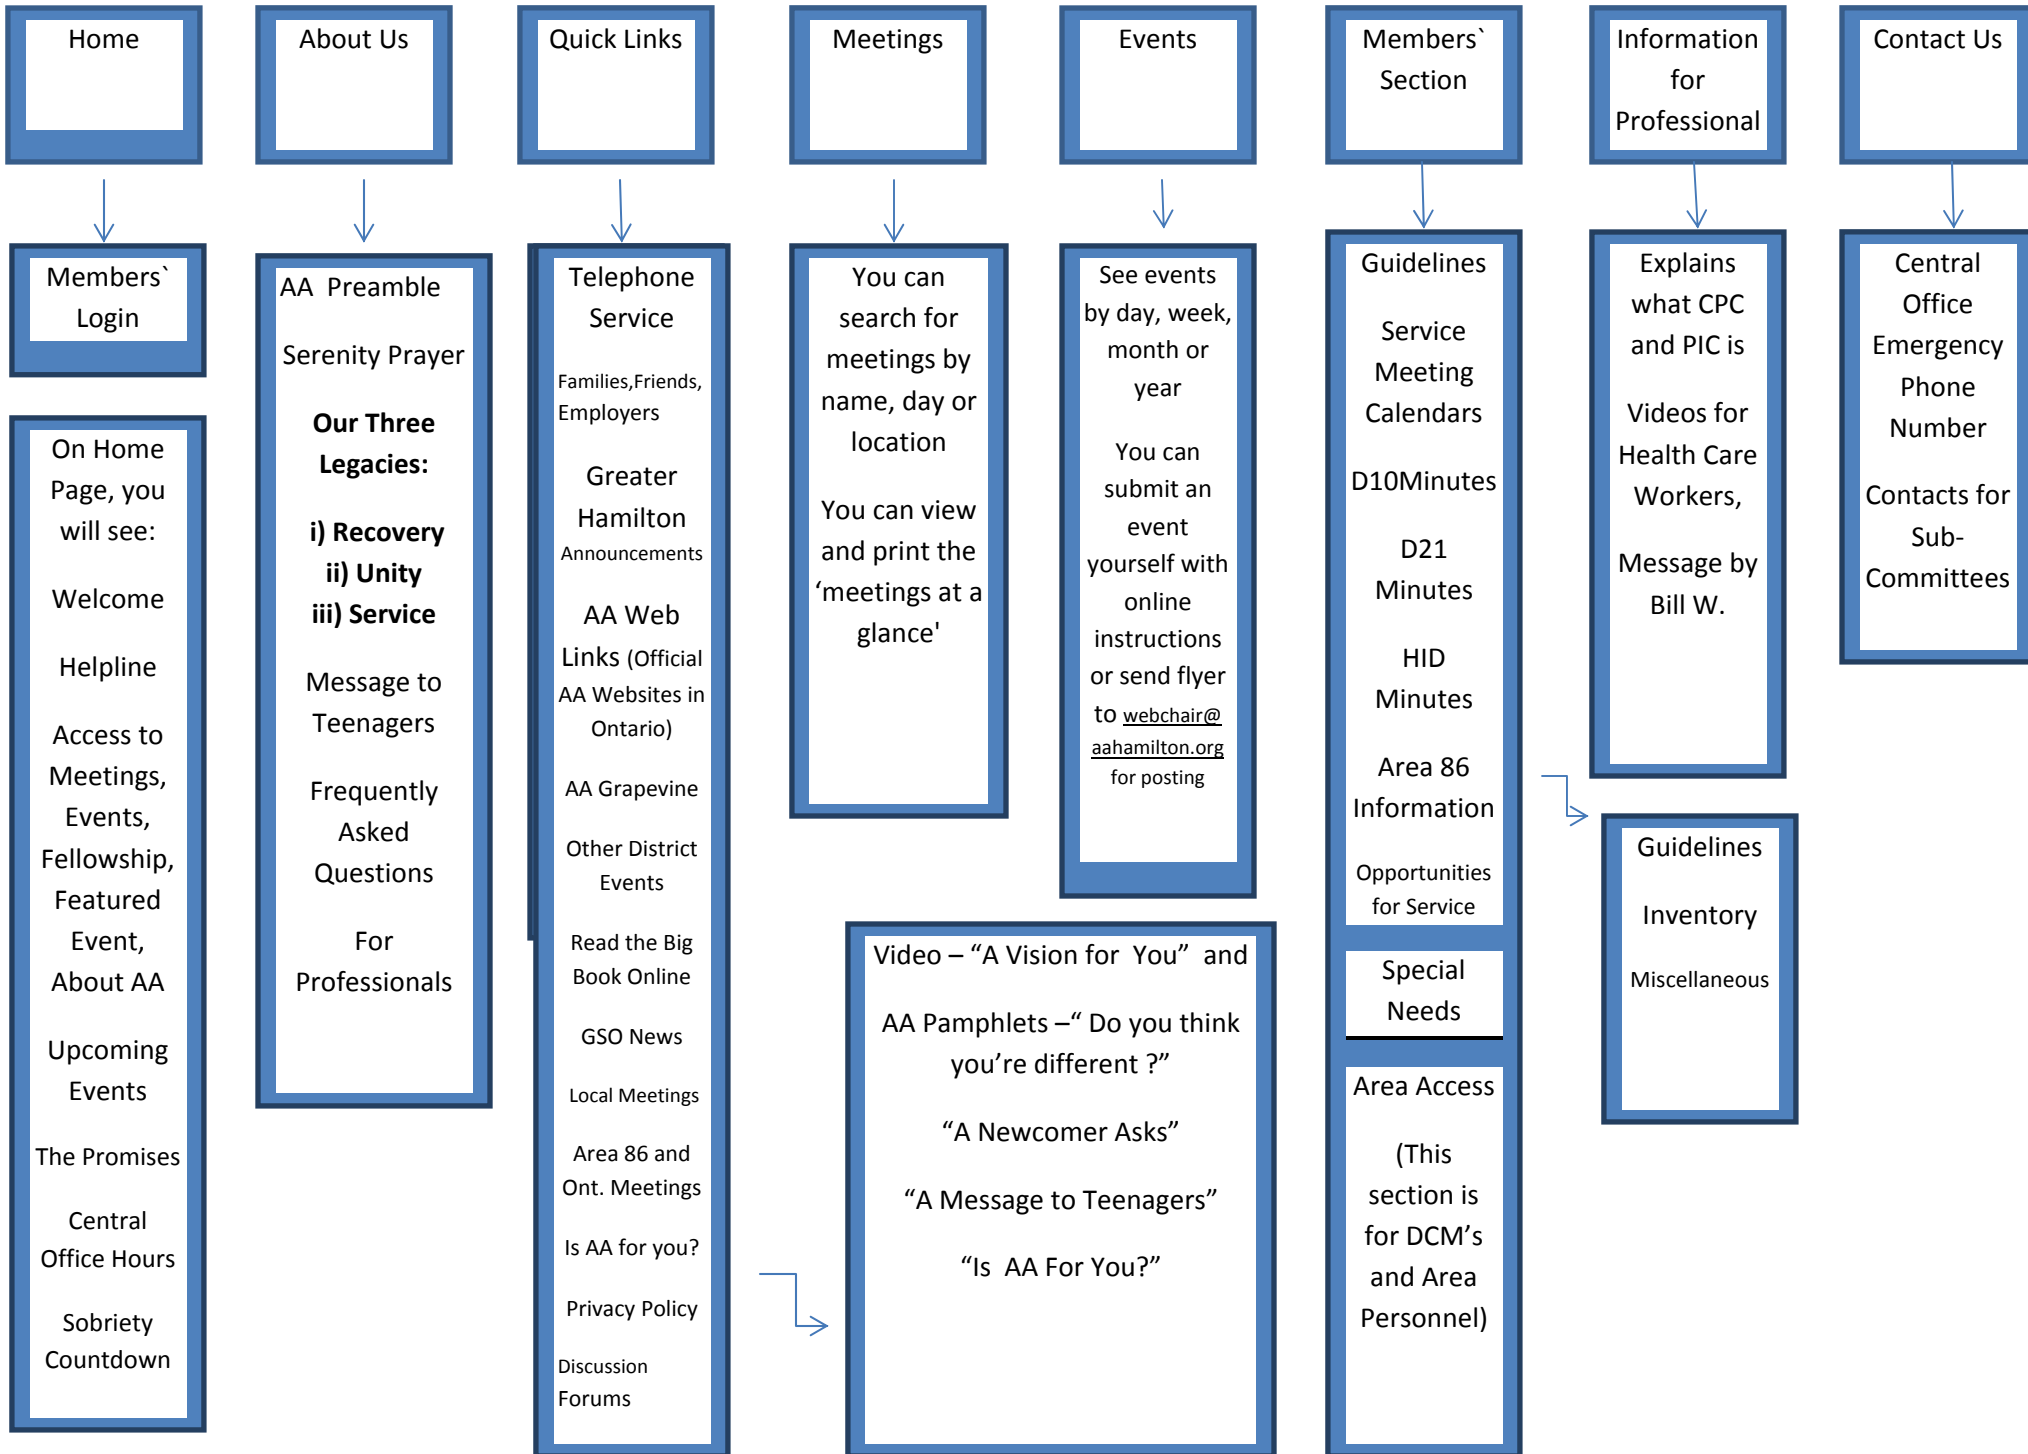 Home
About Us
Quick Links
Meetings
Events
Members`
Section
Information
for
Professional
Contact Us
Members`
Login
On Home
Page, you
will see:
Welcome
Helpline
Access to
Meetings,
Events,
Fellowship,
Featured
Event,
About AA
Upcoming
Events
The Promises
Central
Office Hours
Sobriety
Countdown
AA  Preamble
Serenity Prayer
Our Three
Legacies:
i) Recovery
ii) Unity
iii) Service
Message to
Teenagers
Frequently
Asked
Questions
For
Professionals
Telephone
Service
Families,Friends,
Employers
Greater
Hamilton
Announcements
AA Web
Links (Official
AA Websites in
Ontario)
AA Grapevine
Other District
Events
Read the Big
Book Online
GSO News
Local Meetings
Area 86 and
Ont. Meetings
Is AA for you?
Privacy Policy
Discussion
Forums
You can
search for
meetings by
name, day or
location
You can view
and print the
‘meetings at a
glance'
See events
by day, week,
month or
year
You can
submit an
event
yourself with
online
instructions
or send flyer
to webchair@
aahamilton.org
for posting
Video – “A Vision for  You”  and
AA Pamphlets –“ Do you think
you’re different ?”
“A Newcomer Asks”
“A Message to Teenagers”
“Is  AA For You?”
Guidelines
Service
Meeting
Calendars
D10Minutes
D21
Minutes
HID
Minutes
Area 86
Information
Opportunities
for Service
Special
Needs
Area Access
(This
section is
for DCM’s
and Area
Personnel)
Explains
what CPC
and PIC is
Videos for
Health Care
Workers,
Message by
Bill W.
Guidelines
Inventory
Miscellaneous
Central
Office
Emergency
Phone
Number
Contacts for
Sub-
Committees